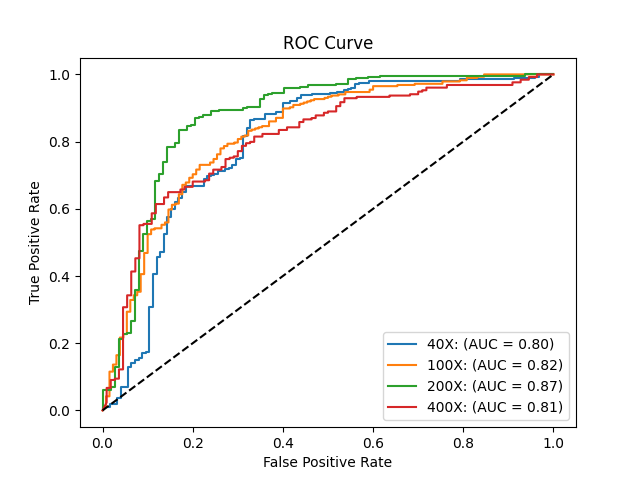 ROC Curve
1.0
0.8
0.6
0.4
0.2
0.0
True Positive Rate
40X: (AUC = 0.80)
100X: (AUC = 0.82)
200X: (AUC = 0.87)
400X: (AUC = 0.81)
0.0 0.2 0.4 0.6 0.8 1.0
False Positive Rate